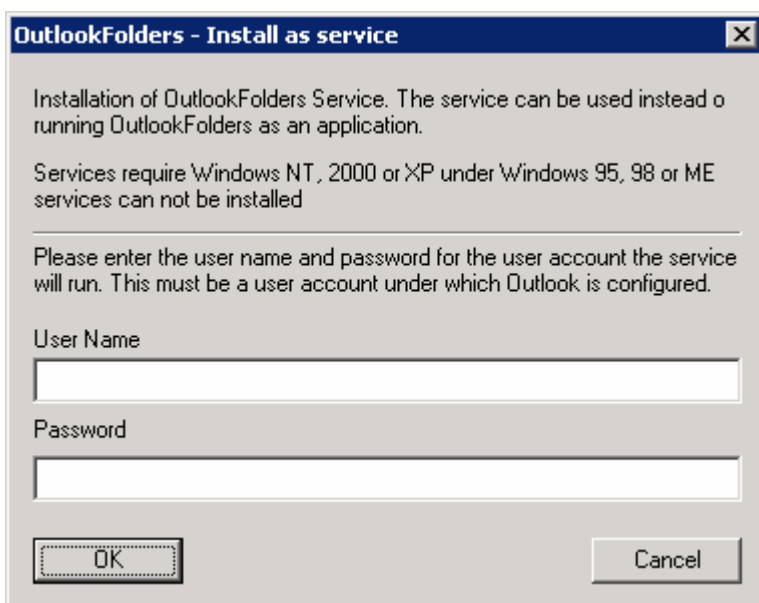 OutlookFolders - Install as service
Installation of OutlookFolders Service. The service can be used instead o
running OutlookFolders as an application.
Services require Windows NT, 2000 or XP under Windows 95, 98 or ME
services can not be installed
Please enter the user name and password for the user account the service
will run. This must be a user account under which Outlook is configured.
User Name
Password
OK
Cancel